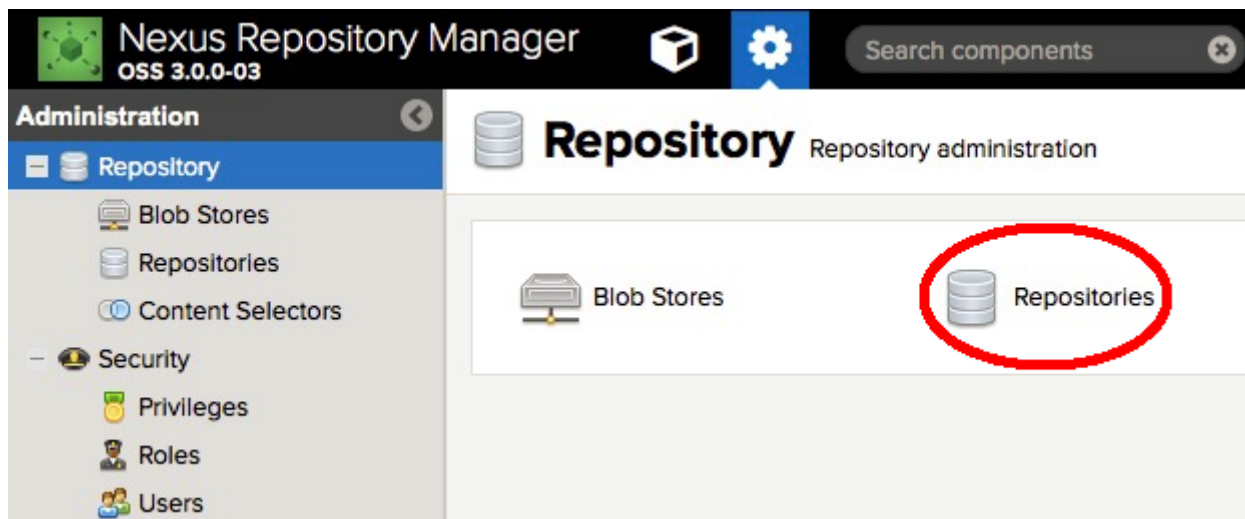 Nexus Repository Manager
OSS 3.0.0-03
Search components
Administration
Repository
Blob Stores
Repositories
Content Selectors
Security
Privileges
Roles
Users
Repository Repository administration
Blob Stores
Repositories